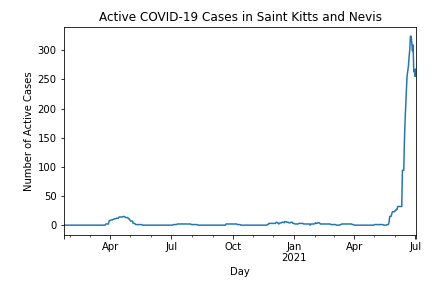 Active COVID-19 Cases in Saint Kitts and Nevis
Number of Active Cases
300
250
200
150
100
50
0
Apr
Jul
Oct
Jan
2021
Apr
Jul
Day